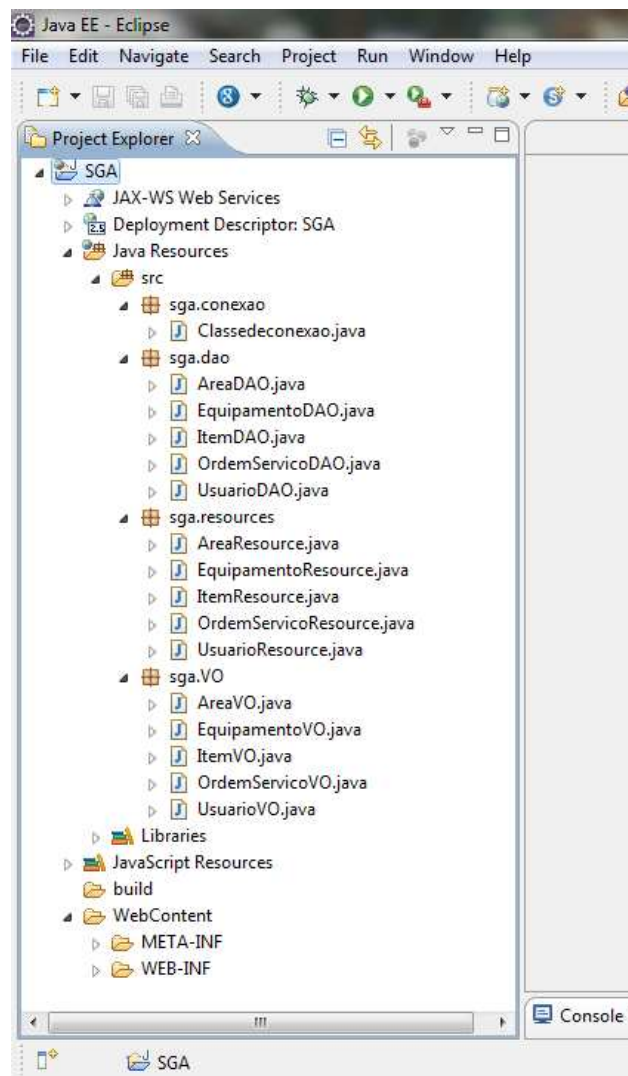 Java EE - Eclipse
File Edit Navigate Search Project Run Window Help
Project Explorer
SGA
JAX-WS Web Services
2.5 Deployment Descriptor: SGA
Java Resources
src
sga.conexao
Classedeconexao.java
sga.dao
AreaDAO.java
EquipamentoDAO.java
ItemDAO.java
OrdemServicoDAO.java
UsuarioDAO.java
sga.resources
AreaResource.java
EquipamentoResource.java
ItemResource.java
OrdemServicoResource.java
UsuarioResource.java
sga.VO
AreaVO.java
EquipamentoVO.java
ItemVO.java
OrdemServicoVO.java
UsuarioVO.java
Libraries
JavaScript Resources
build
WebContent
META-INF
WEB-INF
Console
SGA